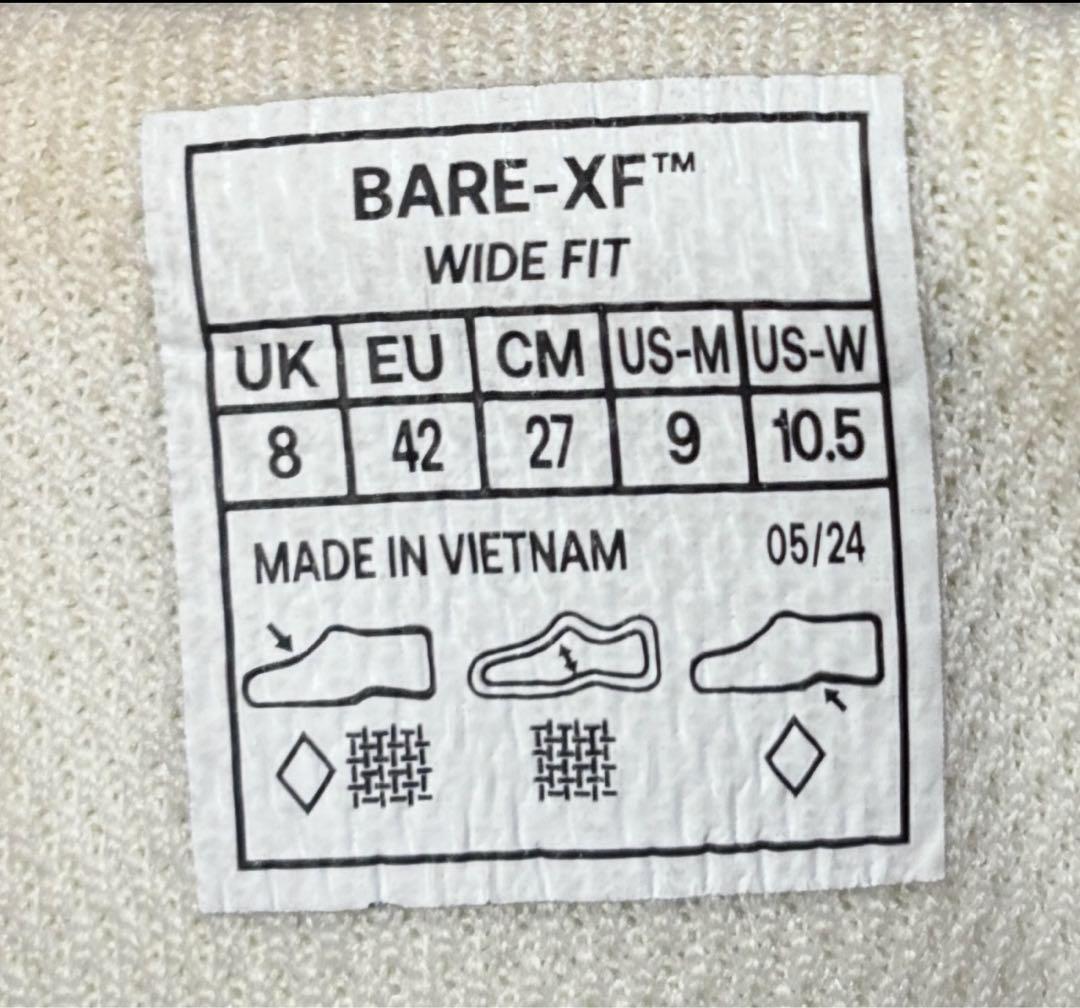 BARE-XF™
WIDE FIT
UK EU CM US-M US-W
8 42 27 9 10.5
MADE IN VIETNAM 05/24